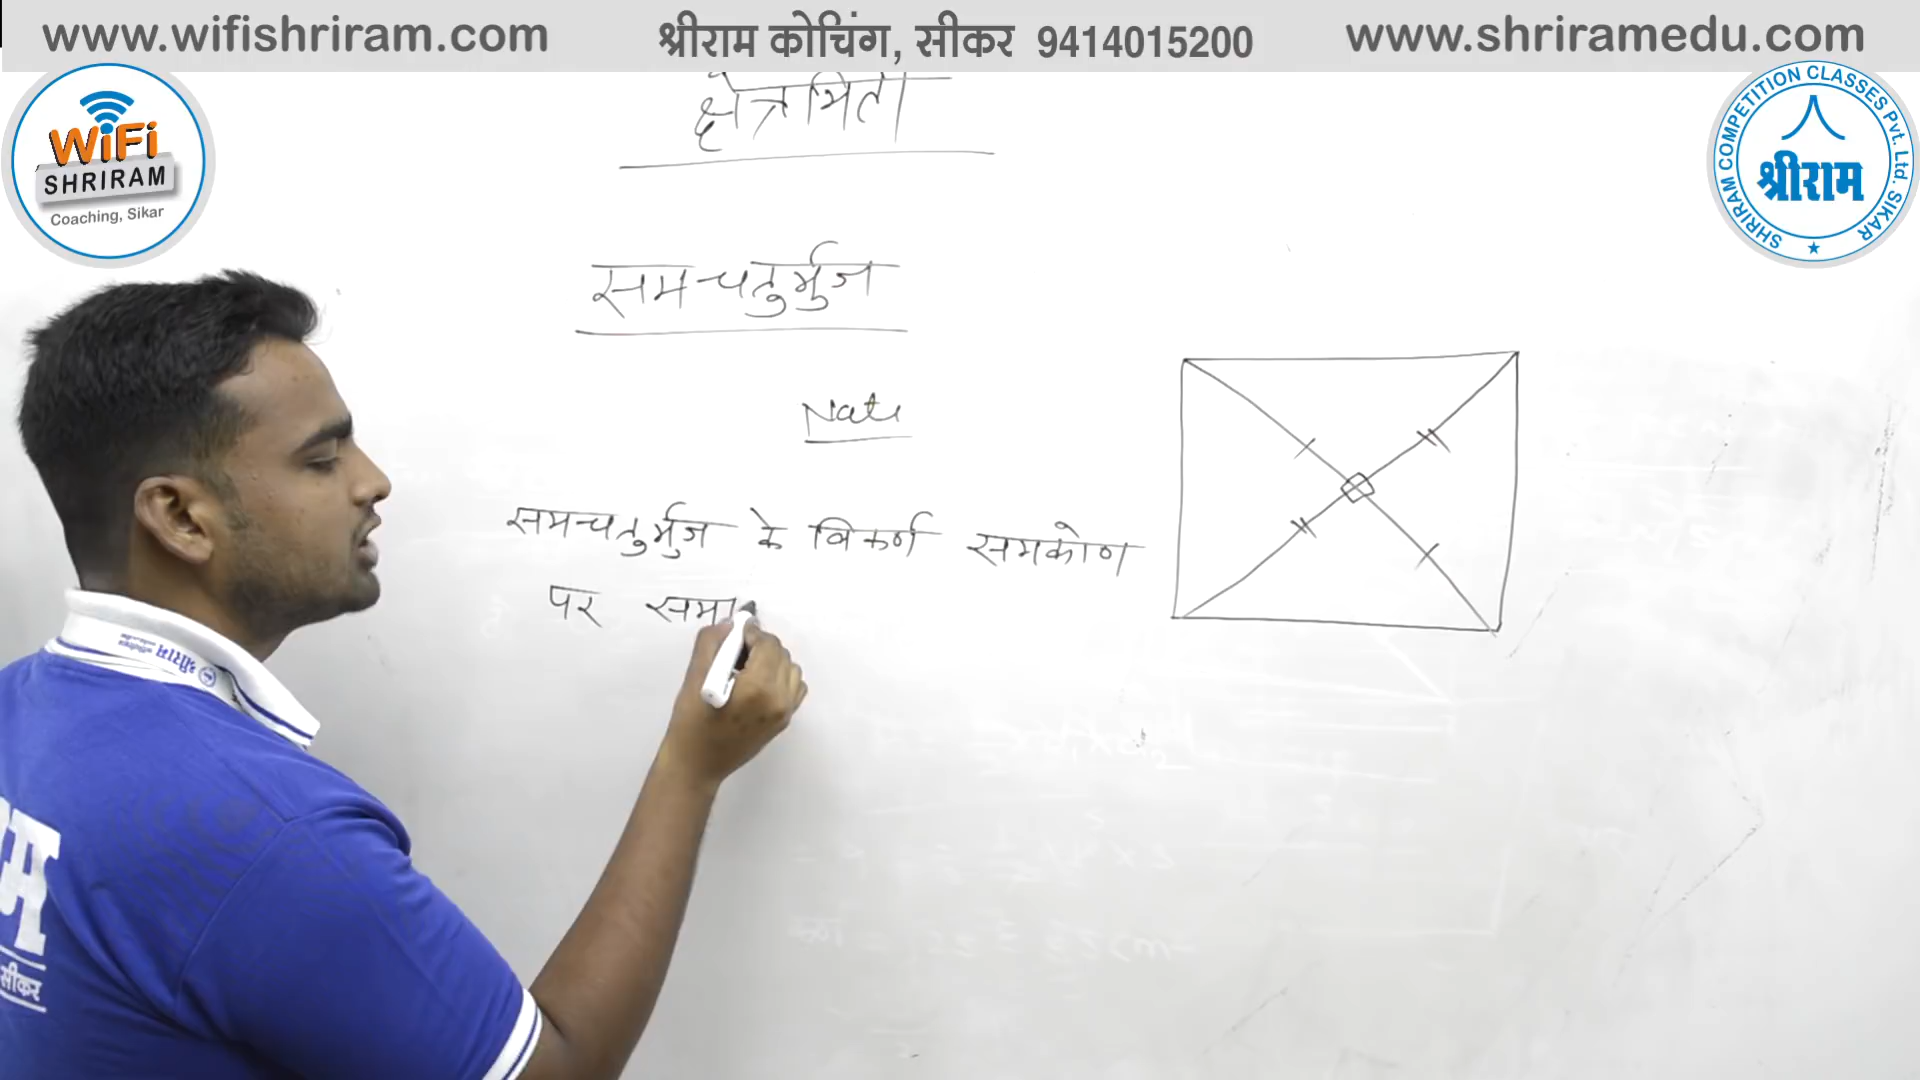 www.wifishriram.com
श्रीराम कोचिंग, सीकर 9414015200
www.shriramedu.com
WiFi
SHRIRAM
Coaching, Sikar
SHRIRAM COMPETITION CLASSES Pvt. Ltd. SIKAR
श्रीराम
क्षेत्रमिती
समचतुर्भुज
Note
समचतुर्भुज के विकर्ण समकोण
पर समा
श्रीराम
सीकर